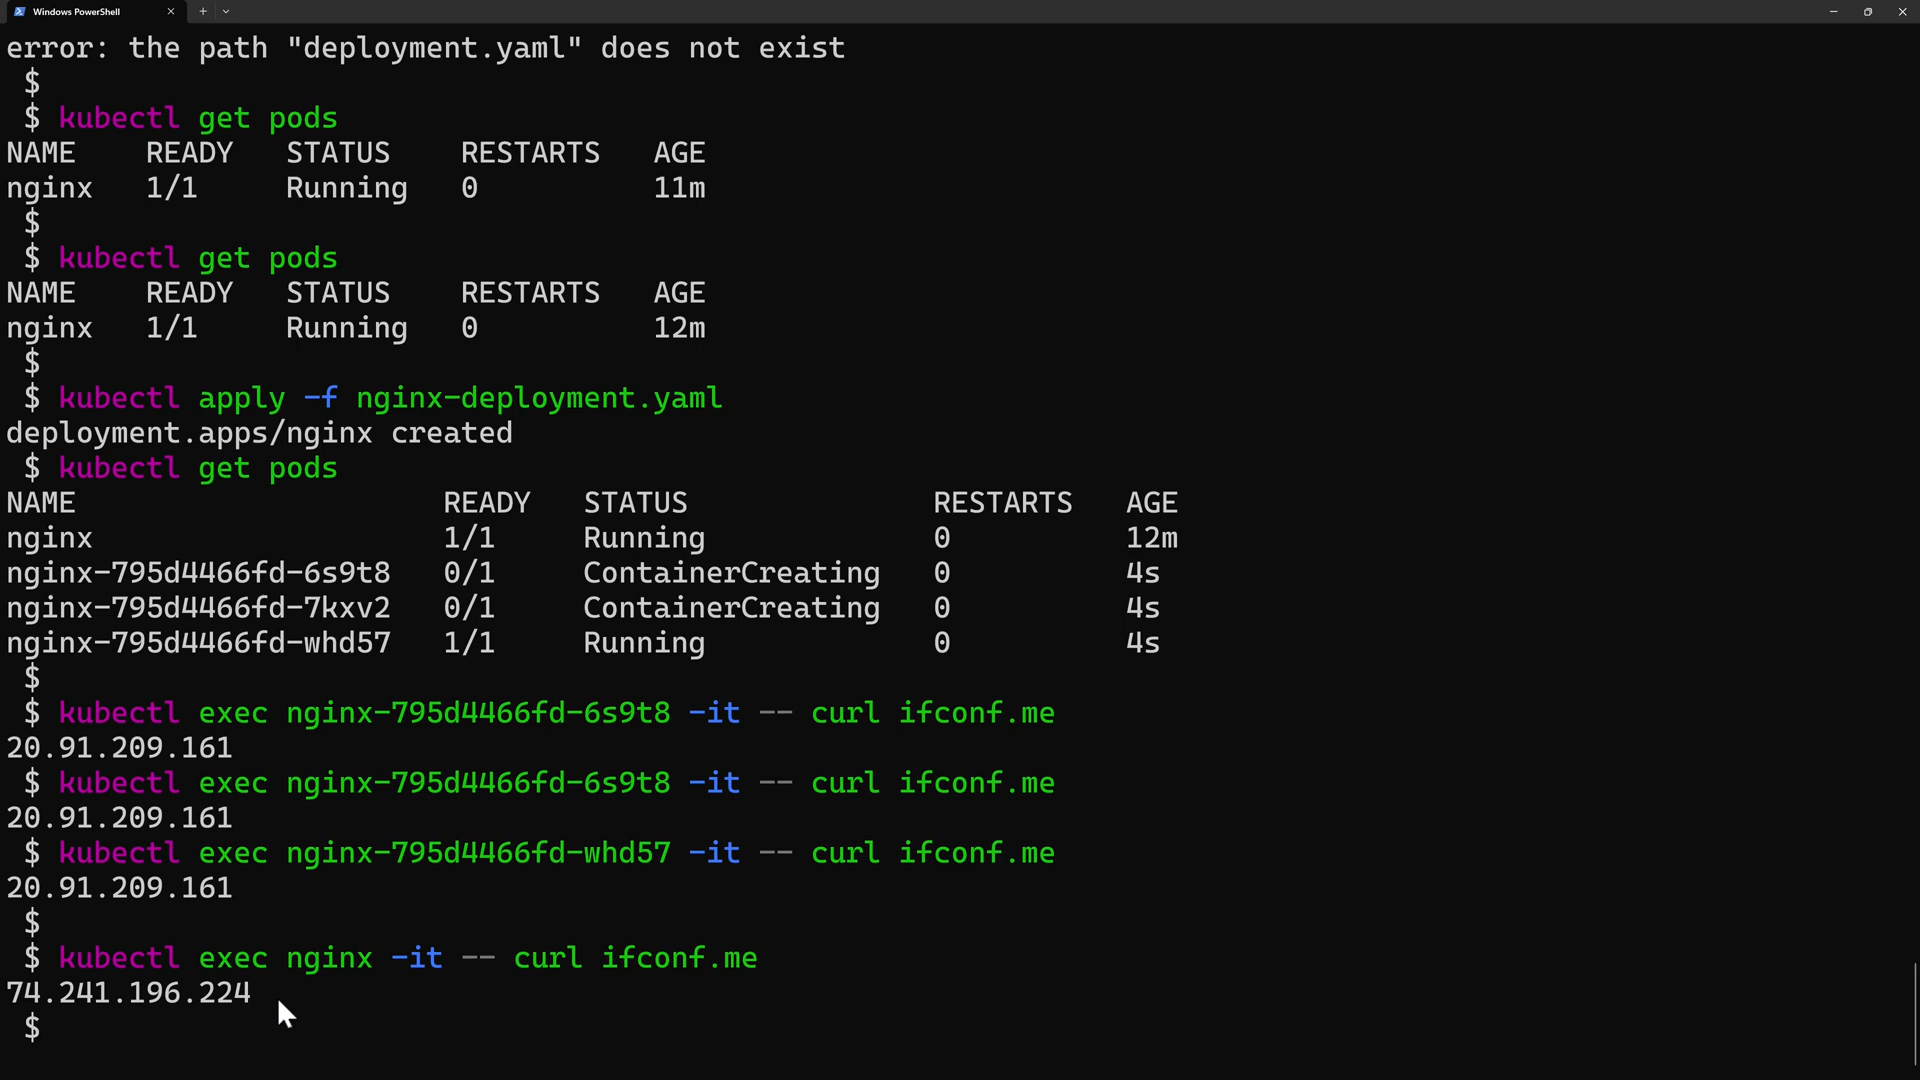 Windows PowerShell
error: the path "deployment.yaml" does not exist
$
$ kubectl get pods
NAME READY STATUS RESTARTS AGE
nginx 1/1 Running 0 11m
$
$ kubectl get pods
NAME READY STATUS RESTARTS AGE
nginx 1/1 Running 0 12m
$
$ kubectl apply -f nginx-deployment.yaml
deployment.apps/nginx created
$ kubectl get pods
NAME READY STATUS RESTARTS AGE
nginx 1/1 Running 0 12m
nginx-795d4466fd-6s9t8 0/1 ContainerCreating 0 4s
nginx-795d4466fd-7kxv2 0/1 ContainerCreating 0 4s
nginx-795d4466fd-whd57 1/1 Running 0 4s
$
$ kubectl exec nginx-795d4466fd-6s9t8 -it -- curl ifconf.me
20.91.209.161
$ kubectl exec nginx-795d4466fd-6s9t8 -it -- curl ifconf.me
20.91.209.161
$ kubectl exec nginx-795d4466fd-whd57 -it -- curl ifconf.me
20.91.209.161
$
$ kubectl exec nginx -it -- curl ifconf.me
74.241.196.224
$